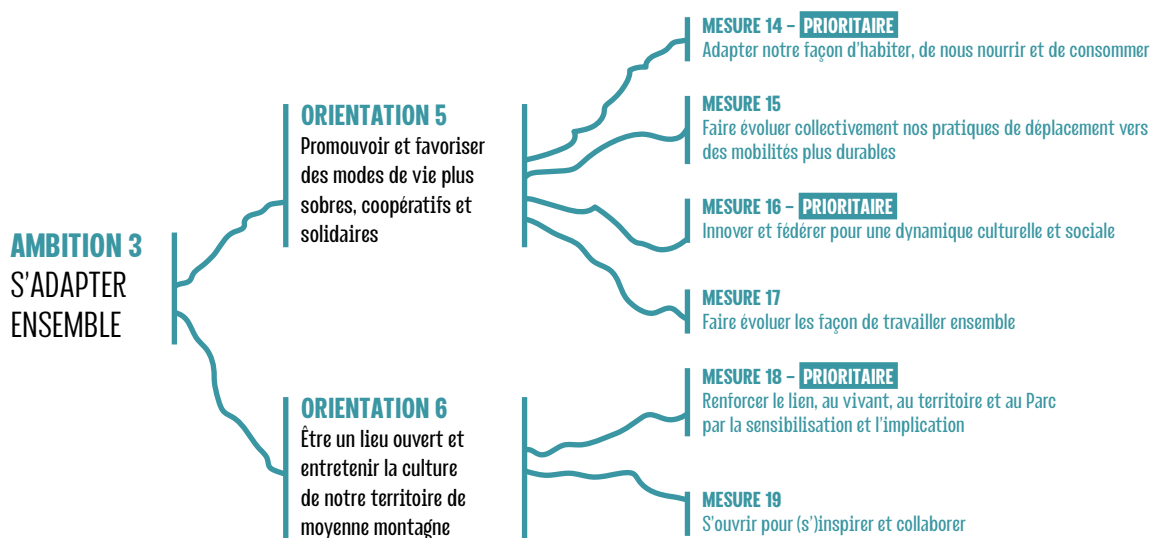 AMBITION 3
S'ADAPTER
ENSEMBLE
ORIENTATION 5
Promouvoir et favoriser
des modes de vie plus
sobres, coopératifs et
solidaires
MESURE 14 – PRIORITAIRE
Adapter notre façon d'habiter, de nous nourrir et de consommer
MESURE 15
Faire évoluer collectivement nos pratiques de déplacement vers
des mobilités plus durables
MESURE 16 – PRIORITAIRE
Innover et fédérer pour une dynamique culturelle et sociale
MESURE 17
Faire évoluer les façon de travailler ensemble
ORIENTATION 6
Être un lieu ouvert et
entretenir la culture
de notre territoire de
moyenne montagne
MESURE 18 – PRIORITAIRE
Renforcer le lien, au vivant, au territoire et au Parc
par la sensibilisation et l'implication
MESURE 19
S'ouvrir pour (s')inspirer et collaborer